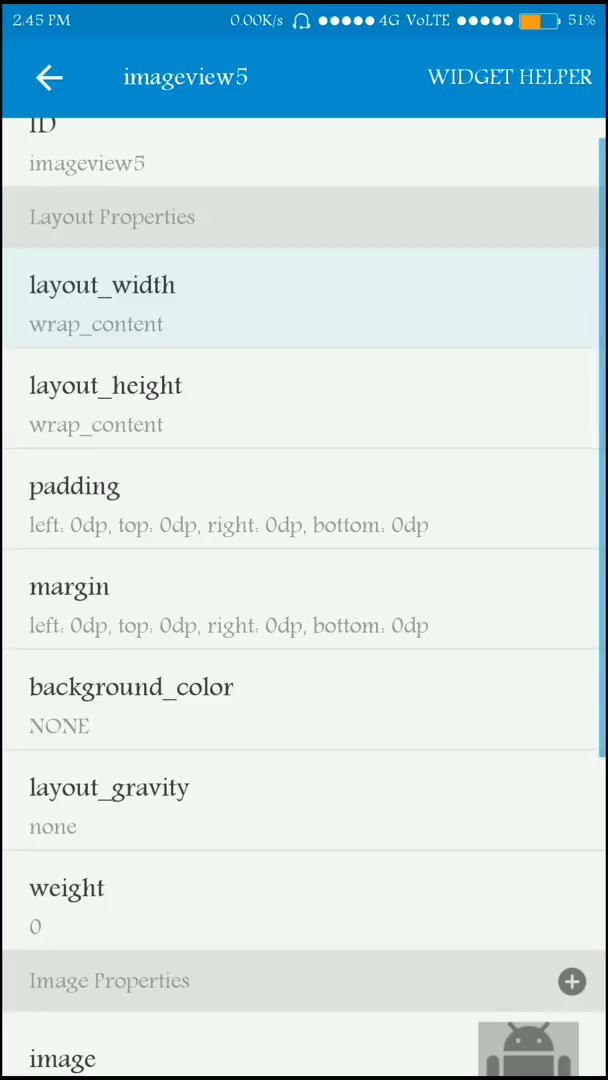 2.45 PM 0.00K/s 4G VoLTE 51%
imageview5 WIDGET HELPER
ID
imageview5
Layout Properties
layout_width
wrap_content
layout_height
wrap_content
padding
left: 0dp, top: 0dp, right: 0dp, bottom: 0dp
margin
left: 0dp, top: 0dp, right: 0dp, bottom: 0dp
background_color
NONE
layout_gravity
none
weight
0
Image Properties
image